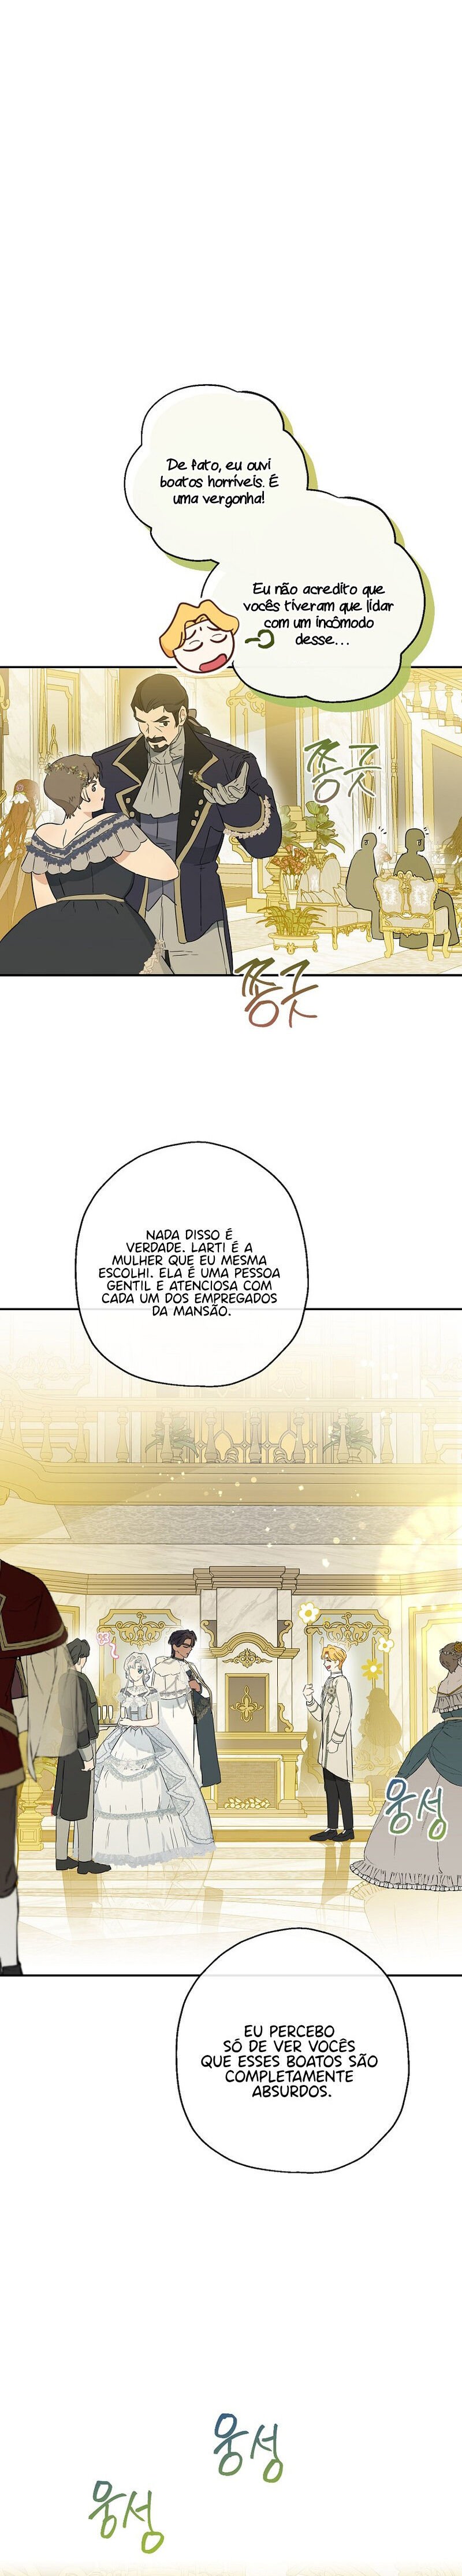 De fato, eu ouvi
boatos horríveis. É
uma vergonha!
Eu não acredito que
vocês tiveram que lidar
com um incômodo
desse...
쫑긋
쫑긋
NADA DISSO É
VERDADE. LARTI É A
MULHER QUE EU MESMA
ESCOLHI. ELA É UMA PESSOA
GENTIL E ATENCIOSA COM
CADA UM DOS EMPREGADOS
DA MANSÃO.
웅성
EU PERCEBO
SÓ DE VER VOCÊS
QUE ESSES BOATOS SÃO
COMPLETAMENTE
ABSURDOS.
웅성
웅성